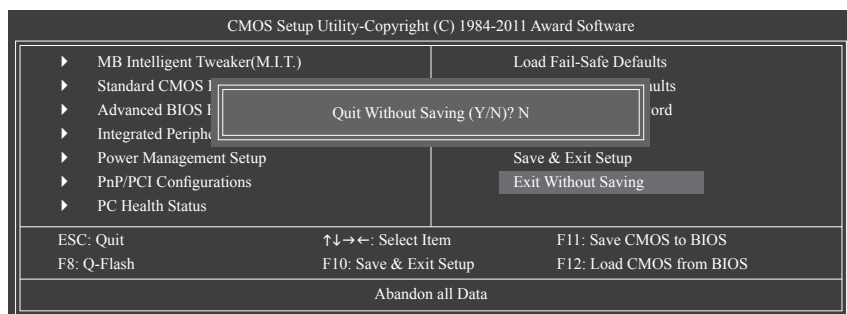 CMOS Setup Utility-Copyright (C) 1984-2011 Award Software
MB Intelligent Tweaker(M.I.T.)
Standard CMOS
Advanced BIOS
Integrated
Power Management Setup
PnP/PCI Configurations
PC Health Status
Load Fail-Safe Defaults
Quit Without Saving (Y/N)? N
Save & Exit Setup
Exit Without Saving
ESC: Quit ↑↓→←: Select Item F11: Save CMOS to BIOS
F8: Q-Flash F10: Save & Exit Setup F12: Load CMOS from BIOS
Abandon all Data